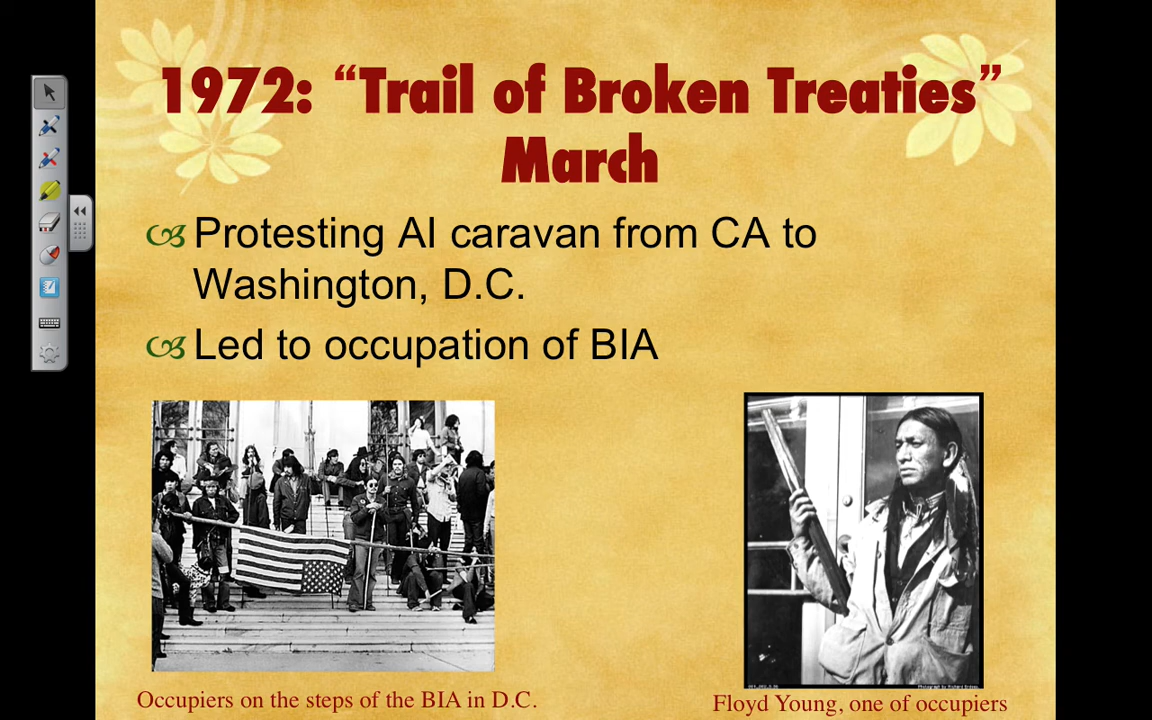 1972: “Trail of Broken Treaties”
March
Protesting AI caravan from CA to
Washington, D.C.
Led to occupation of BIA
Occupiers on the steps of the BIA in D.C.
Floyd Young, one of occupiers